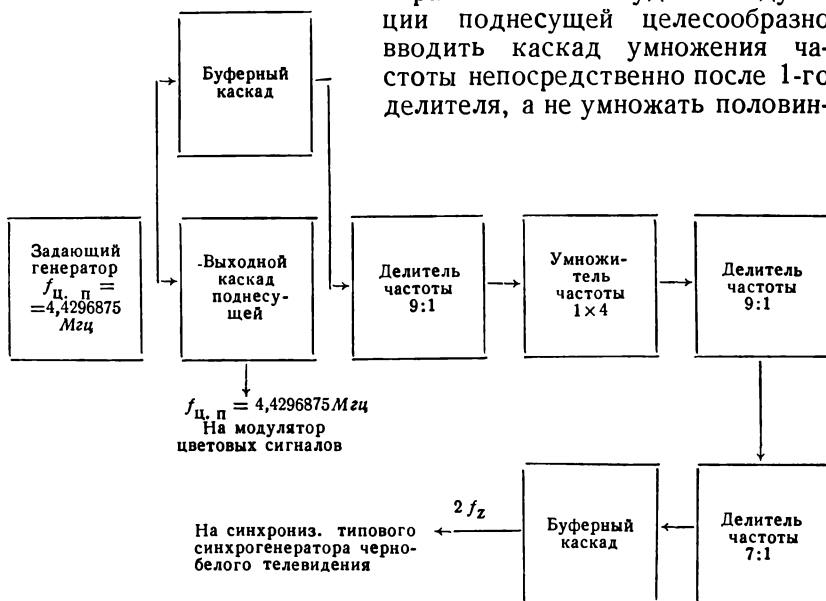 ции поднесущей целесообразно
вводить каскад умножения ча-
стоты непосредственно после 1-го
делителя, а не умножать половин-
Буферный
каскад
Задающий
генератор
fц. п =
=4,4296875
Мгц
-Выходной
каскад
поднесу-
щей
Делитель
частоты
9:1
Умножи-
тель
частоты
1×4
Делитель
частоты
9:1
fц. п = 4,4296875Мгц
На модулятор
цветовых сигналов
2 fz
На синхрониз. типового
синхрогенератора черно-
белого телевидения
Буферный
каскад
Делитель
частоты
7:1